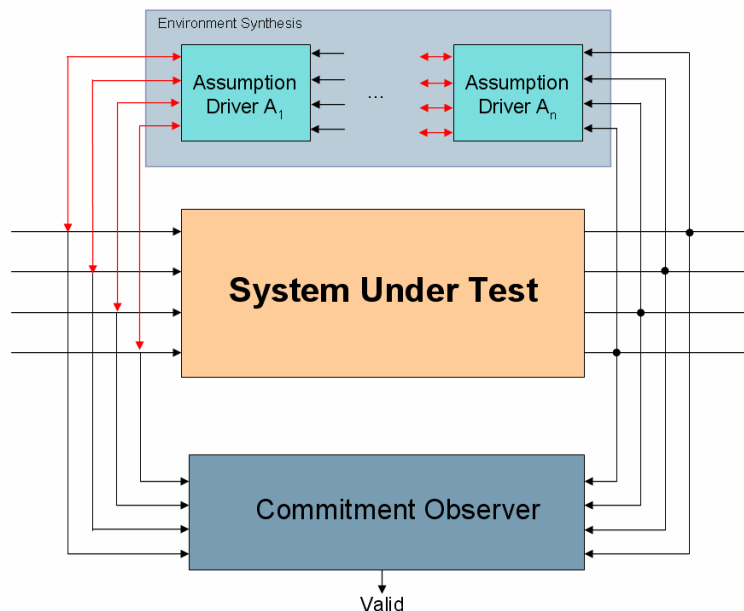 Environment Synthesis
Assumption
Driver A1
...
Assumption
Driver An
System Under Test
Commitment Observer
Valid